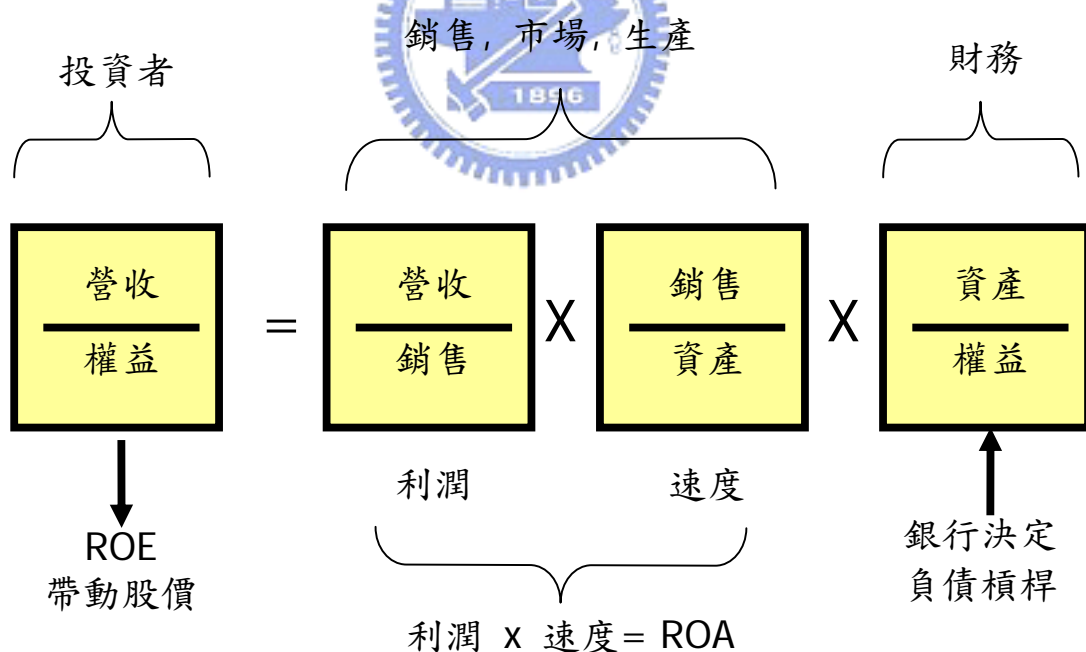 銷售, 市場, 生產
投資者
財務
1896
營收
權益
=
營收
銷售
X
銷售
資產
X
資產
權益
利潤
速度
ROE
帶動股價
銀行決定
負債槓桿
利潤 x 速度= ROA